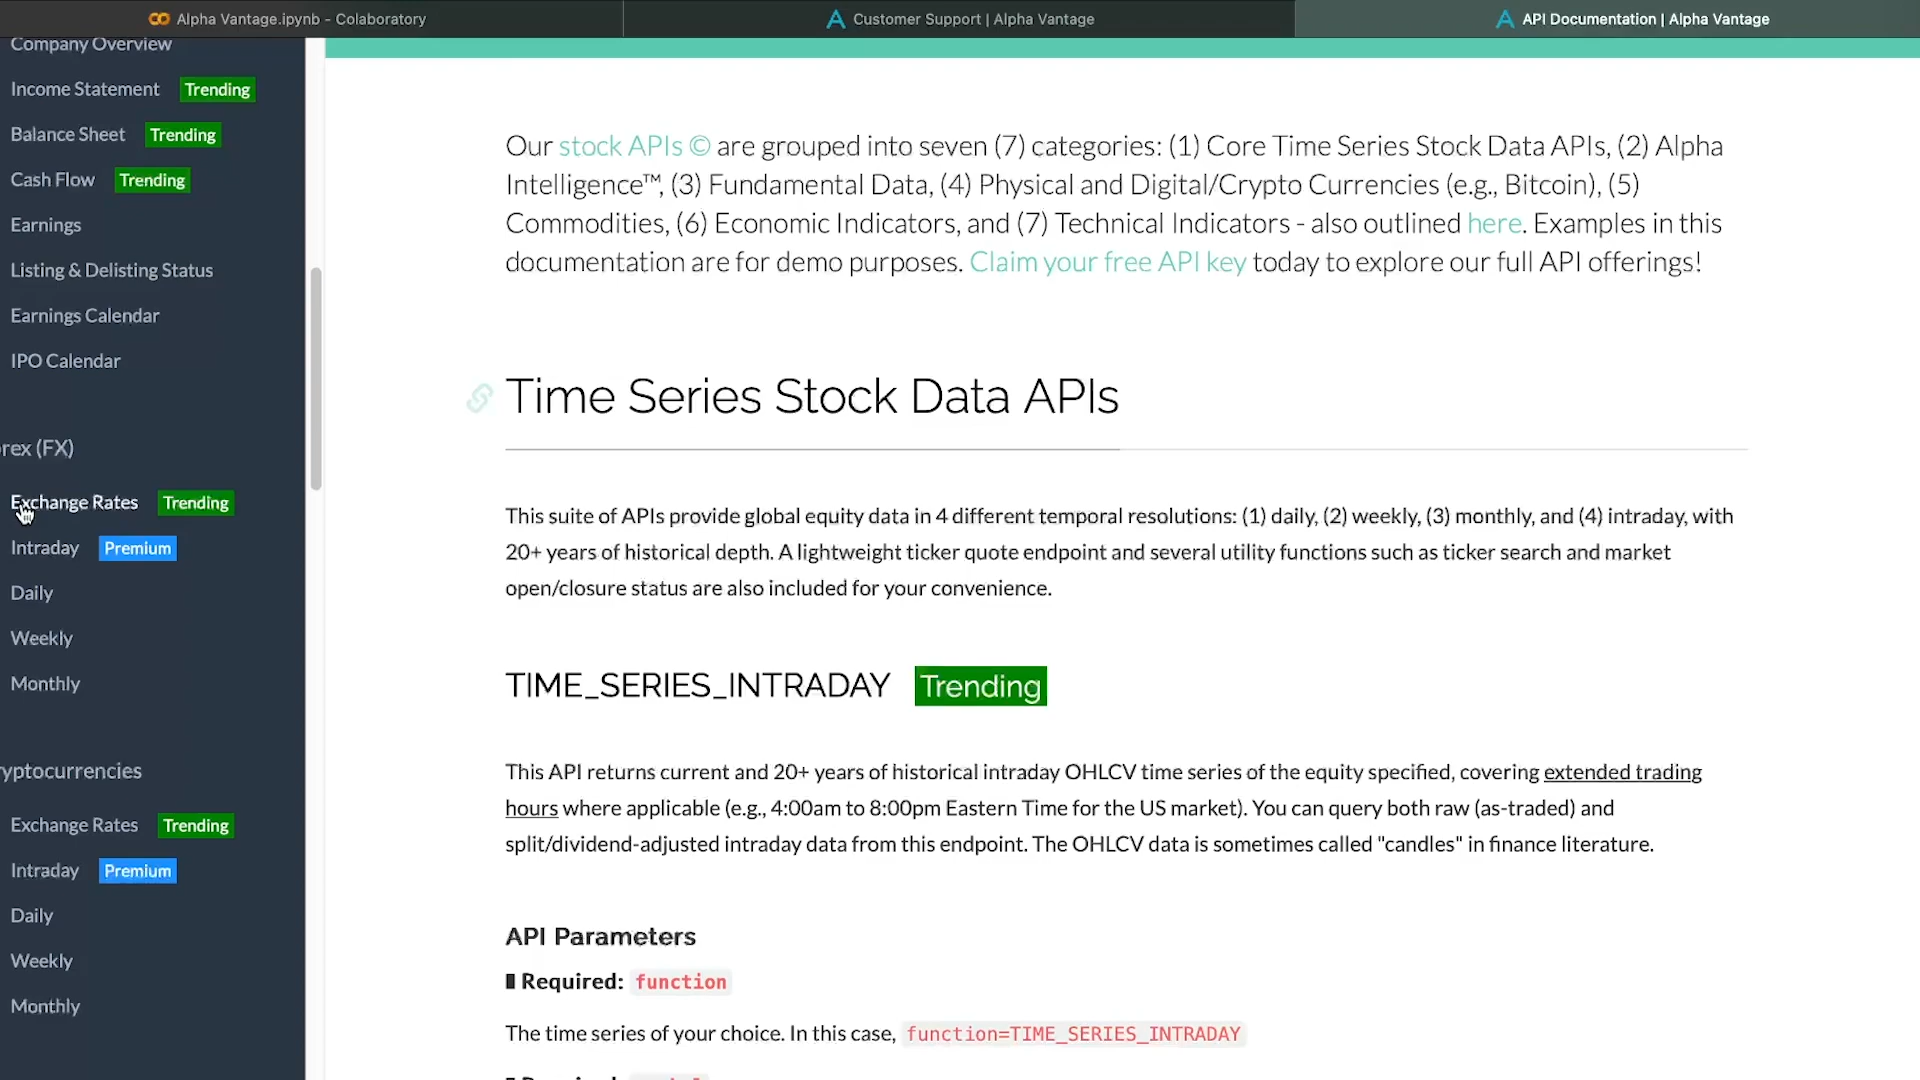 Alpha Vantage.ipynb - Colaboratory
Customer Support | Alpha Vantage
API Documentation | Alpha Vantage
Company Overview
Income Statement Trending
Balance Sheet Trending
Cash Flow Trending
Earnings
Listing & Delisting Status
Earnings Calendar
IPO Calendar
rex (FX)
Exchange Rates Trending
Intraday Premium
Daily
Weekly
Monthly
yptocurrencies
Exchange Rates Trending
Intraday Premium
Daily
Weekly
Monthly
Our stock APIs © are grouped into seven (7) categories: (1) Core Time Series Stock Data APIs, (2) Alpha
Intelligence™, (3) Fundamental Data, (4) Physical and Digital/Crypto Currencies (e.g., Bitcoin), (5)
Commodities, (6) Economic Indicators, and (7) Technical Indicators - also outlined here. Examples in this
documentation are for demo purposes. Claim your free API key today to explore our full API offerings!
Time Series Stock Data APIs
This suite of APIs provide global equity data in 4 different temporal resolutions: (1) daily, (2) weekly, (3) monthly, and (4) intraday, with
20+ years of historical depth. A lightweight ticker quote endpoint and several utility functions such as ticker search and market
open/closure status are also included for your convenience.
TIME_SERIES_INTRADAY Trending
This API returns current and 20+ years of historical intraday OHLCV time series of the equity specified, covering extended trading
hours where applicable (e.g., 4:00am to 8:00pm Eastern Time for the US market). You can query both raw (as-traded) and
split/dividend-adjusted intraday data from this endpoint. The OHLCV data is sometimes called "candles" in finance literature.
API Parameters
Required: function
The time series of your choice. In this case, function=TIME_SERIES_INTRADAY